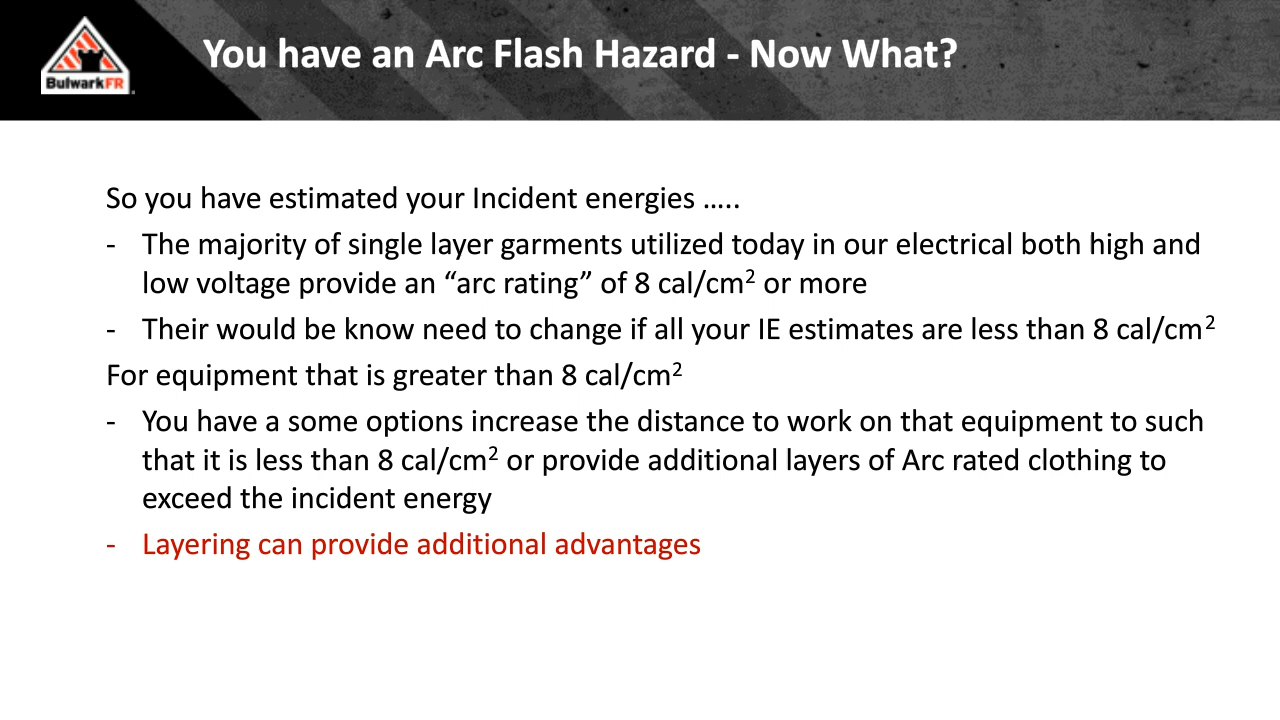 You have an Arc Flash Hazard - Now What?
BulwarkFR
So you have estimated your Incident energies .....
- The majority of single layer garments utilized today in our electrical both high and
low voltage provide an “arc rating” of 8 cal/cm² or more
- Their would be know need to change if all your IE estimates are less than 8 cal/cm²
For equipment that is greater than 8 cal/cm²
- You have a some options increase the distance to work on that equipment to such
that it is less than 8 cal/cm² or provide additional layers of Arc rated clothing to
exceed the incident energy
- Layering can provide additional advantages